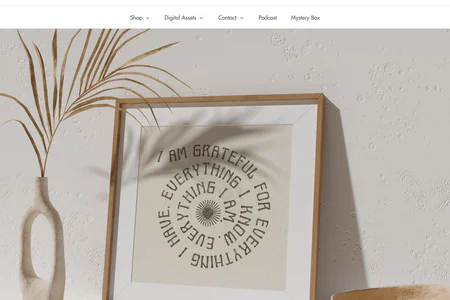 Shop
Digital Assets
Contact
Podcast
Mystery Box
I AM GRATEFUL FOR EVERYTHING I HAVE. EVERYTHING I KNOW. EVERYTHING I AM.